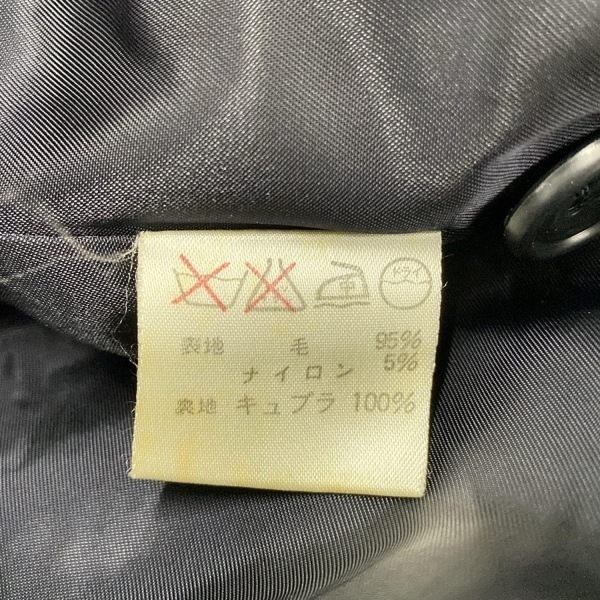 中 ドライ
表地 毛 95%
ナイロン 5%
裏地 キュプラ 100%